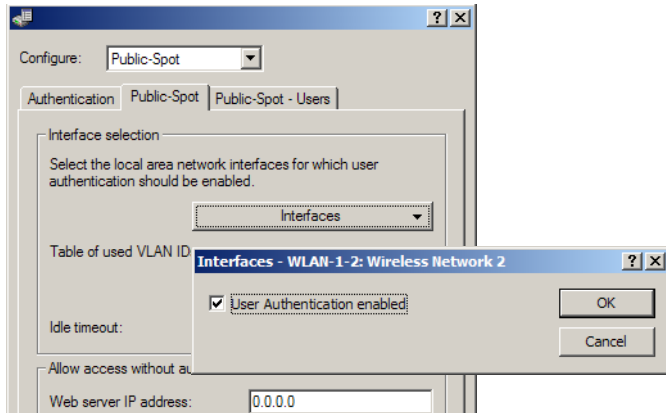 Configure: Public-Spot
Authentication Public-Spot Public-Spot - Users
Interface selection
Select the local area network interfaces for which user
authentication should be enabled.
Interfaces
Table of used VLAN ID
Interfaces - WLAN-1-2: Wireless Network 2
User Authentication enabled
OK
Idle timeout:
Cancel
Allow access without au
Web server IP address: 0.0.0.0